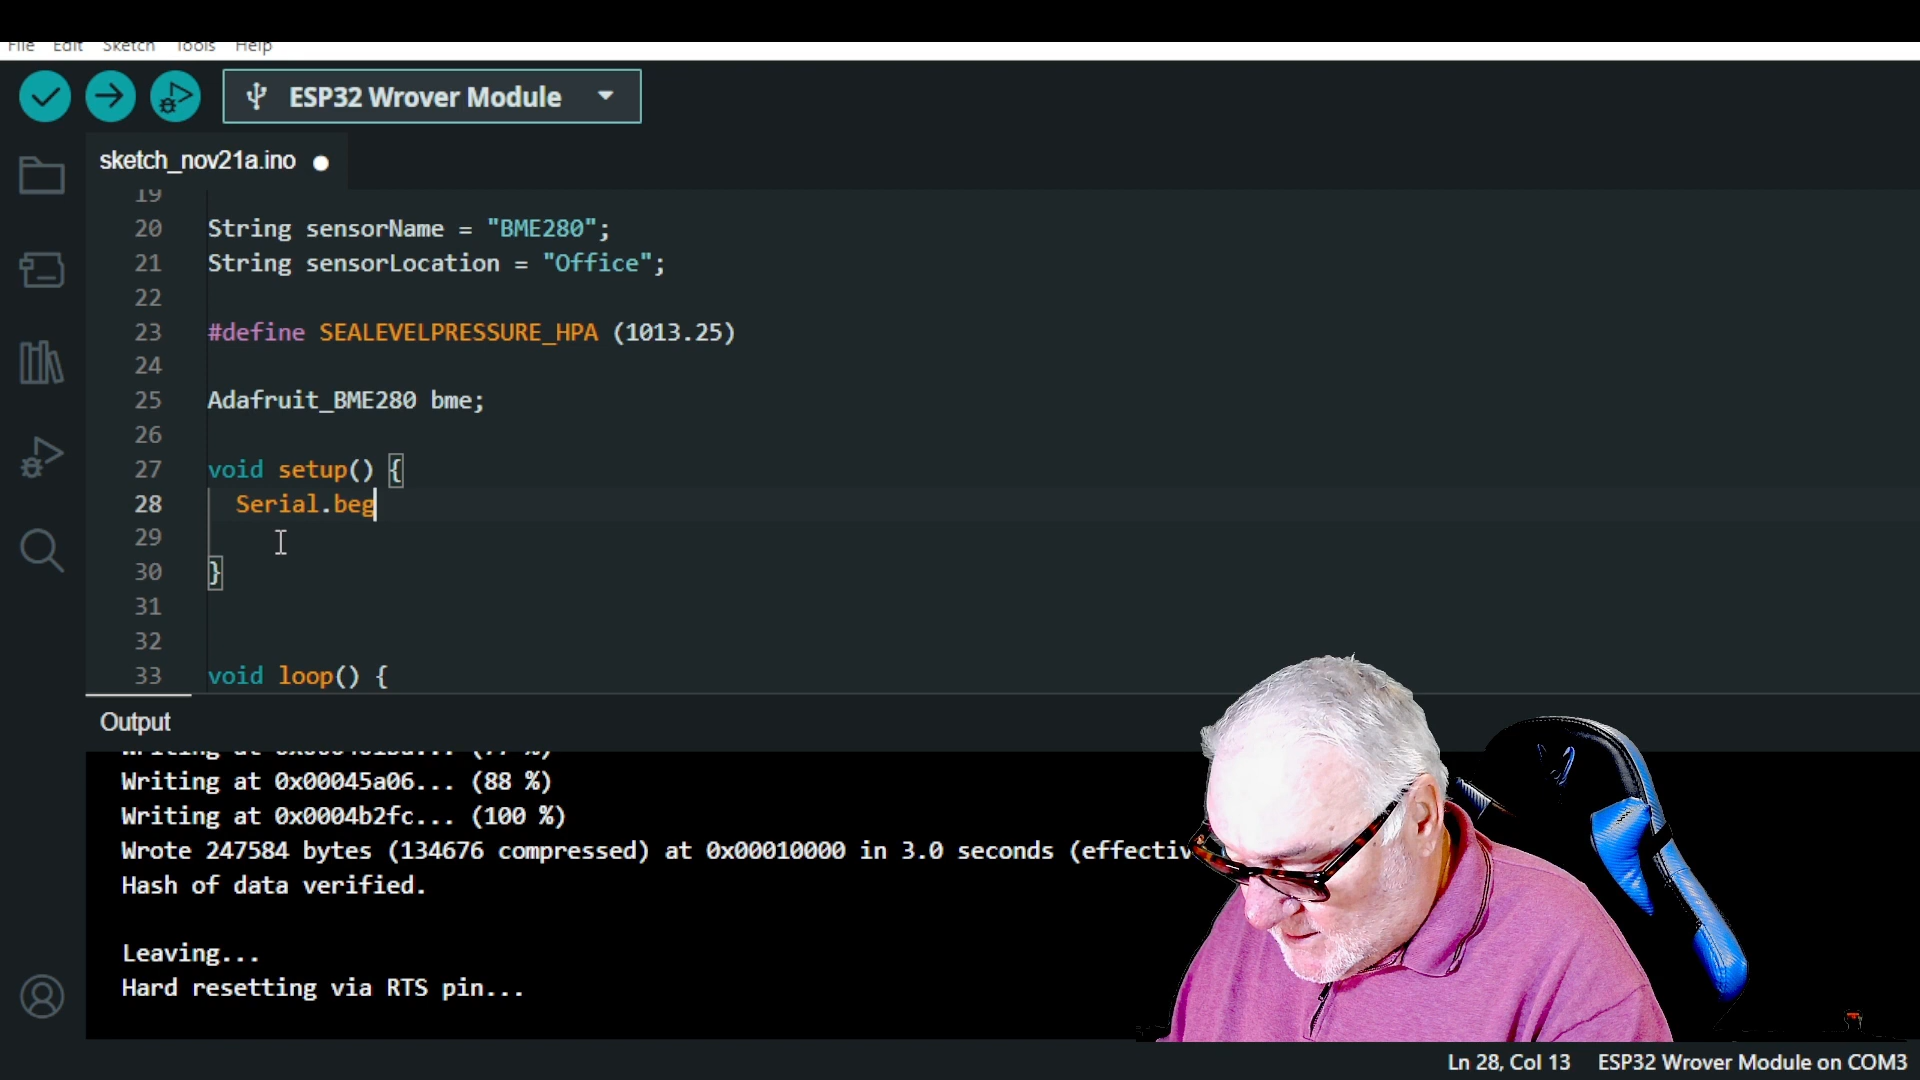 File Edit Sketch Tools Help
ESP32 Wrover Module
sketch_nov21a.ino
19
20 String sensorName = "BME280";
21 String sensorLocation = "Office";
22
23 #define SEALEVELPRESSURE_HPA (1013.25)
24
25 Adafruit_BME280 bme;
26
27 void setup() {
28 Serial.beg
29
30 }
31
32
33 void loop() {
Output
Writing at
Writing at 0x00045a06... (88 %)
Writing at 0x0004b2fc... (100 %)
Wrote 247584 bytes (134676 compressed) at 0x00010000 in 3.0 seconds (effectiv
Hash of data verified.
Leaving...
Hard resetting via RTS pin...
Ln 28, Col 13 ESP32 Wrover Module on COM3